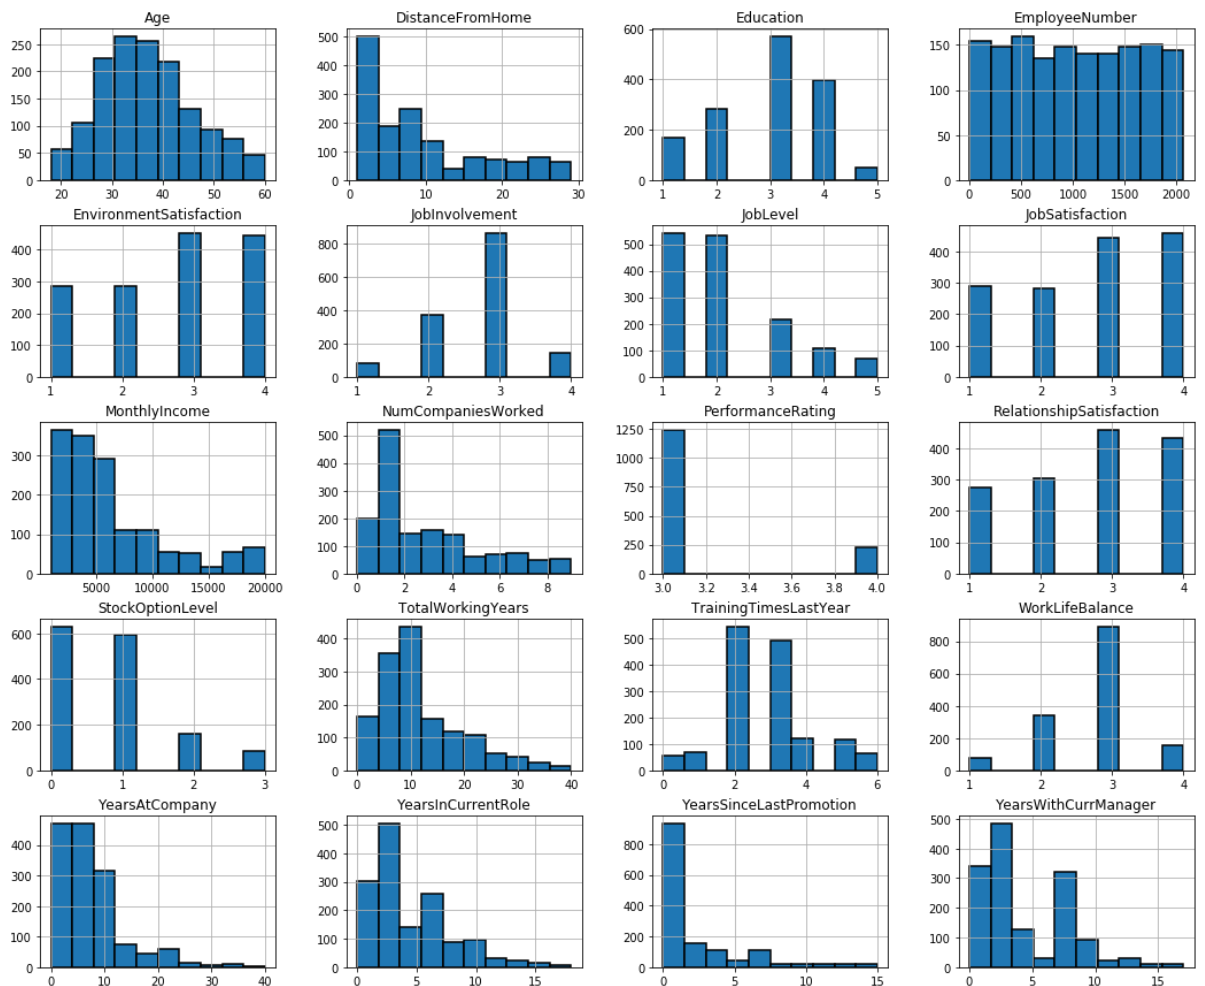 Age DistanceFromHome Education EmployeeNumber
250 200 150 100 50 0
500 400 300 200 100 0
600 400 200 0
150 100 50 0
20 30 40 50 60
0 10 20 30
1 2 3 4 5
0 500 1000 1500 2000
EnvironmentSatisfaction JobInvolvement JobLevel JobSatisfaction
400 300 200 100 0
800 600 400 200 0
500 400 300 200 100 0
400 300 200 100 0
1 2 3 4
1 2 3 4
1 2 3 4 5
1 2 3 4
MonthlyIncome NumCompaniesWorked PerformanceRating RelationshipSatisfaction
300 200 100 0
500 400 300 200 100 0
1250 1000 750 500 250 0
400 300 200 100 0
5000 10000 15000 20000
0 2 4 6 8
3.0 3.2 3.4 3.6 3.8 4.0
1 2 3 4
StockOptionLevel TotalWorkingYears TrainingTimesLastYear WorkLifeBalance
600 400 200 0
400 300 200 100 0
500 400 300 200 100 0
800 600 400 200 0
0 1 2 3
0 10 20 30 40
0 2 4 6
1 2 3 4
YearsAtCompany YearsInCurrentRole YearsSinceLastPromotion YearsWithCurrManager
400 300 200 100 0
500 400 300 200 100 0
800 600 400 200 0
500 400 300 200 100 0
0 10 20 30 40
0 5 10 15
0 5 10 15
0 5 10 15